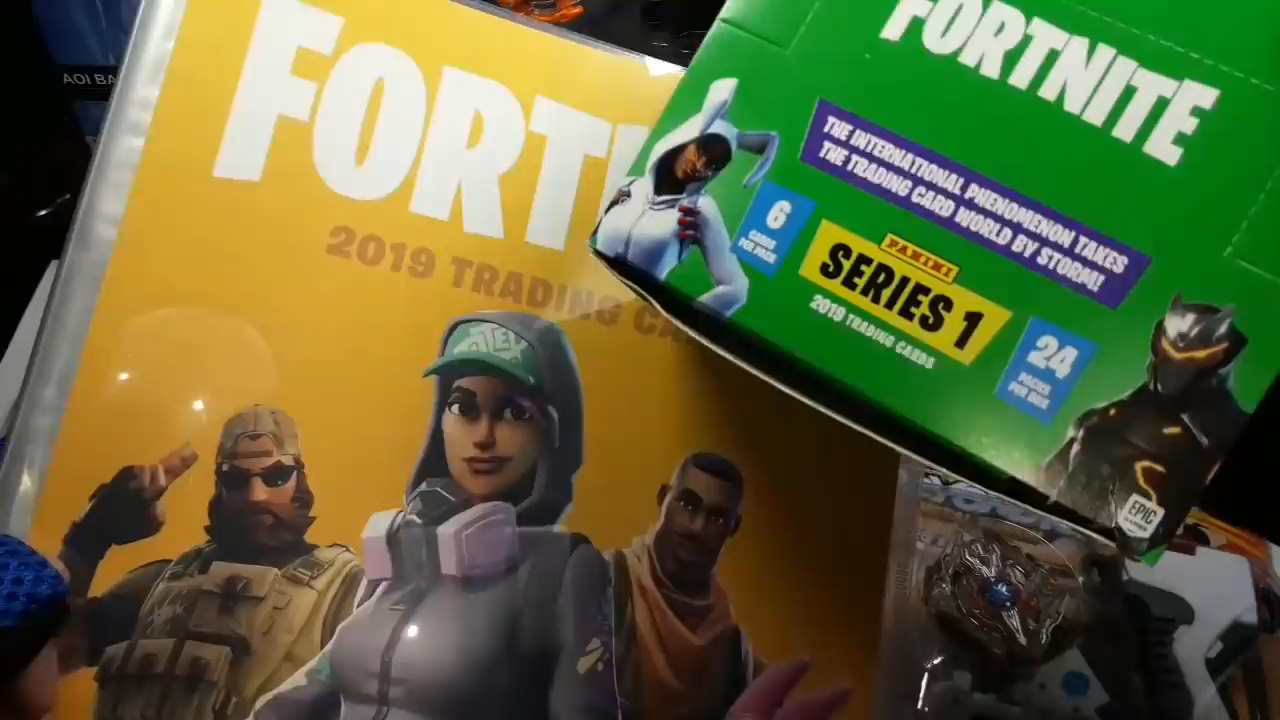 AOI BA
FORT
2019 TRADING CA
FORTNITE
THE INTERNATIONAL PHENOMENON TAKES
THE TRADING CARD WORLD BY STORM!
6
CARDS
PER PACK
PANINI
SERIES 1
2019 TRADING CARDS
24
PACKS
PER BOX
EPIC
GAMES